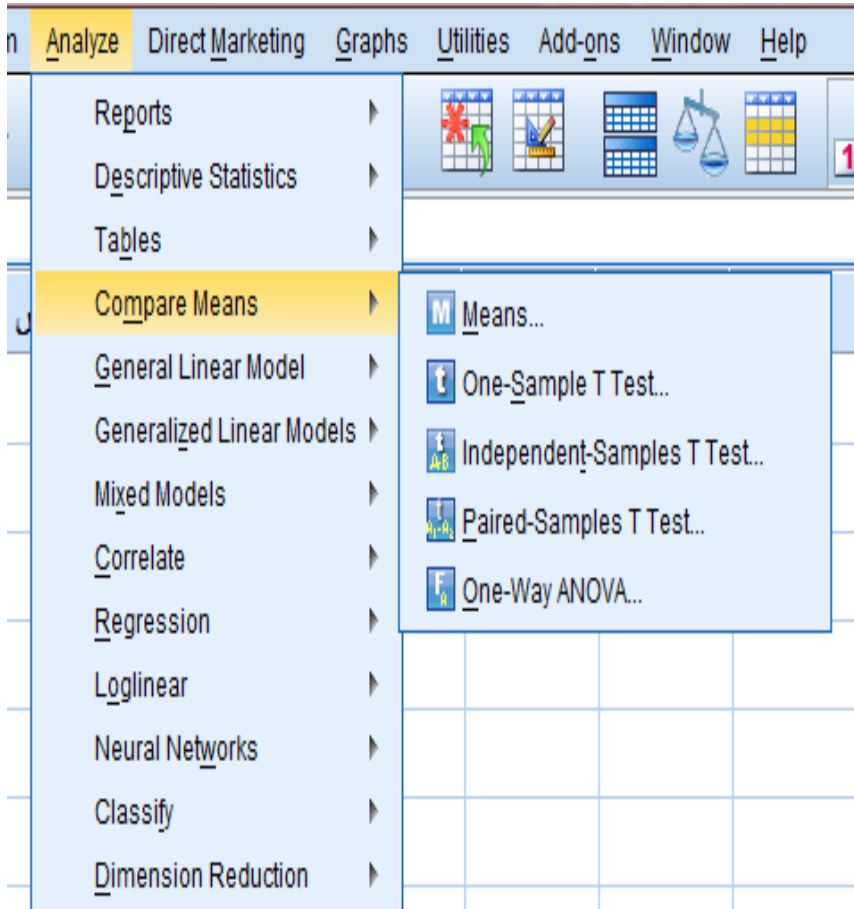 Analyze Direct Marketing Graphs Utilities Add-ons Window Help
Reports
Descriptive Statistics
Tables
Compare Means
General Linear Model
Generalized Linear Models
Mixed Models
Correlate
Regression
Loglinear
Neural Networks
Classify
Dimension Reduction
Means...
One-Sample T Test...
Independent-Samples T Test...
Paired-Samples T Test...
One-Way ANOVA...